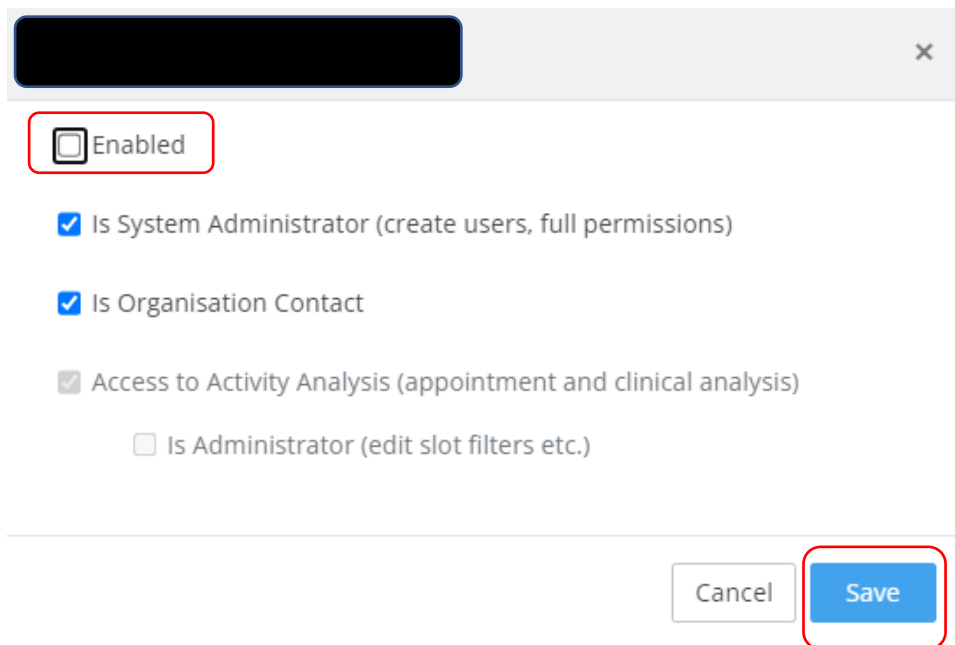 ×
Enabled
Is System Administrator (create users, full permissions)
Is Organisation Contact
Access to Activity Analysis (appointment and clinical analysis)
Is Administrator (edit slot filters etc.)
Cancel Save